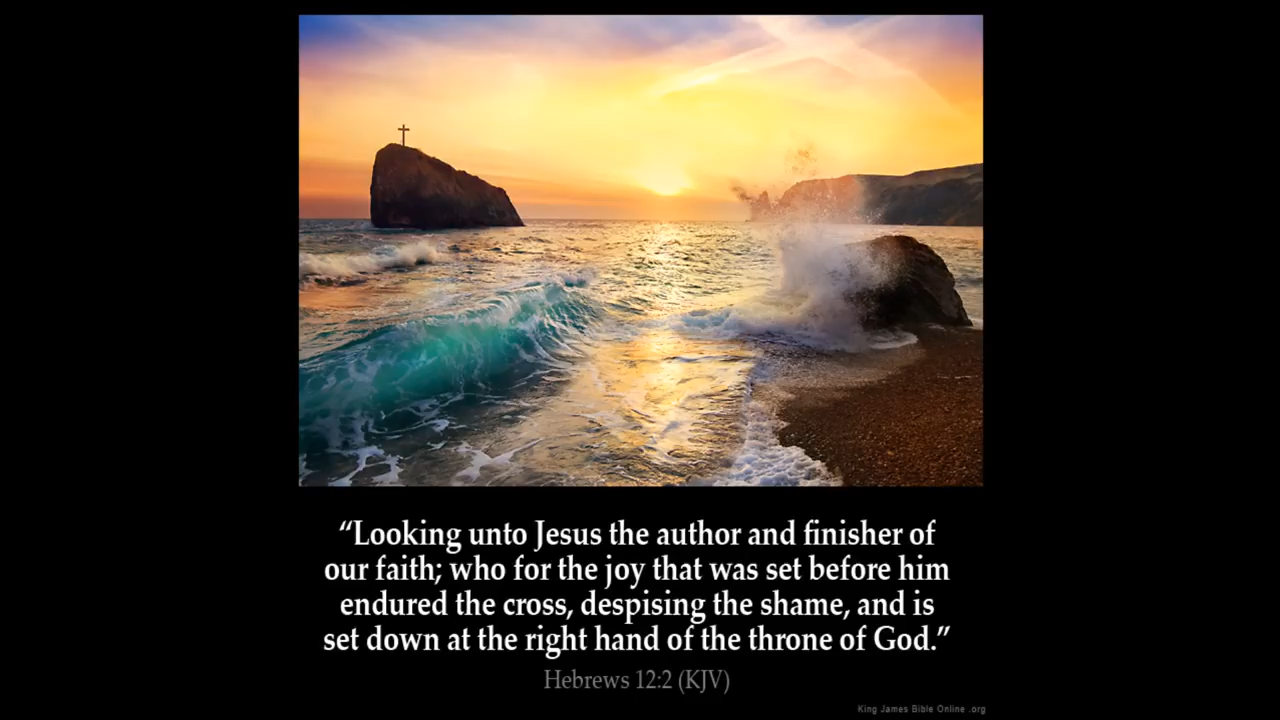 “Looking unto Jesus the author and finisher of
our faith; who for the joy that was set before him
endured the cross, despising the shame, and is
set down at the right hand of the throne of God.”
Hebrews 12:2 (KJV)
King James Bible Online .org